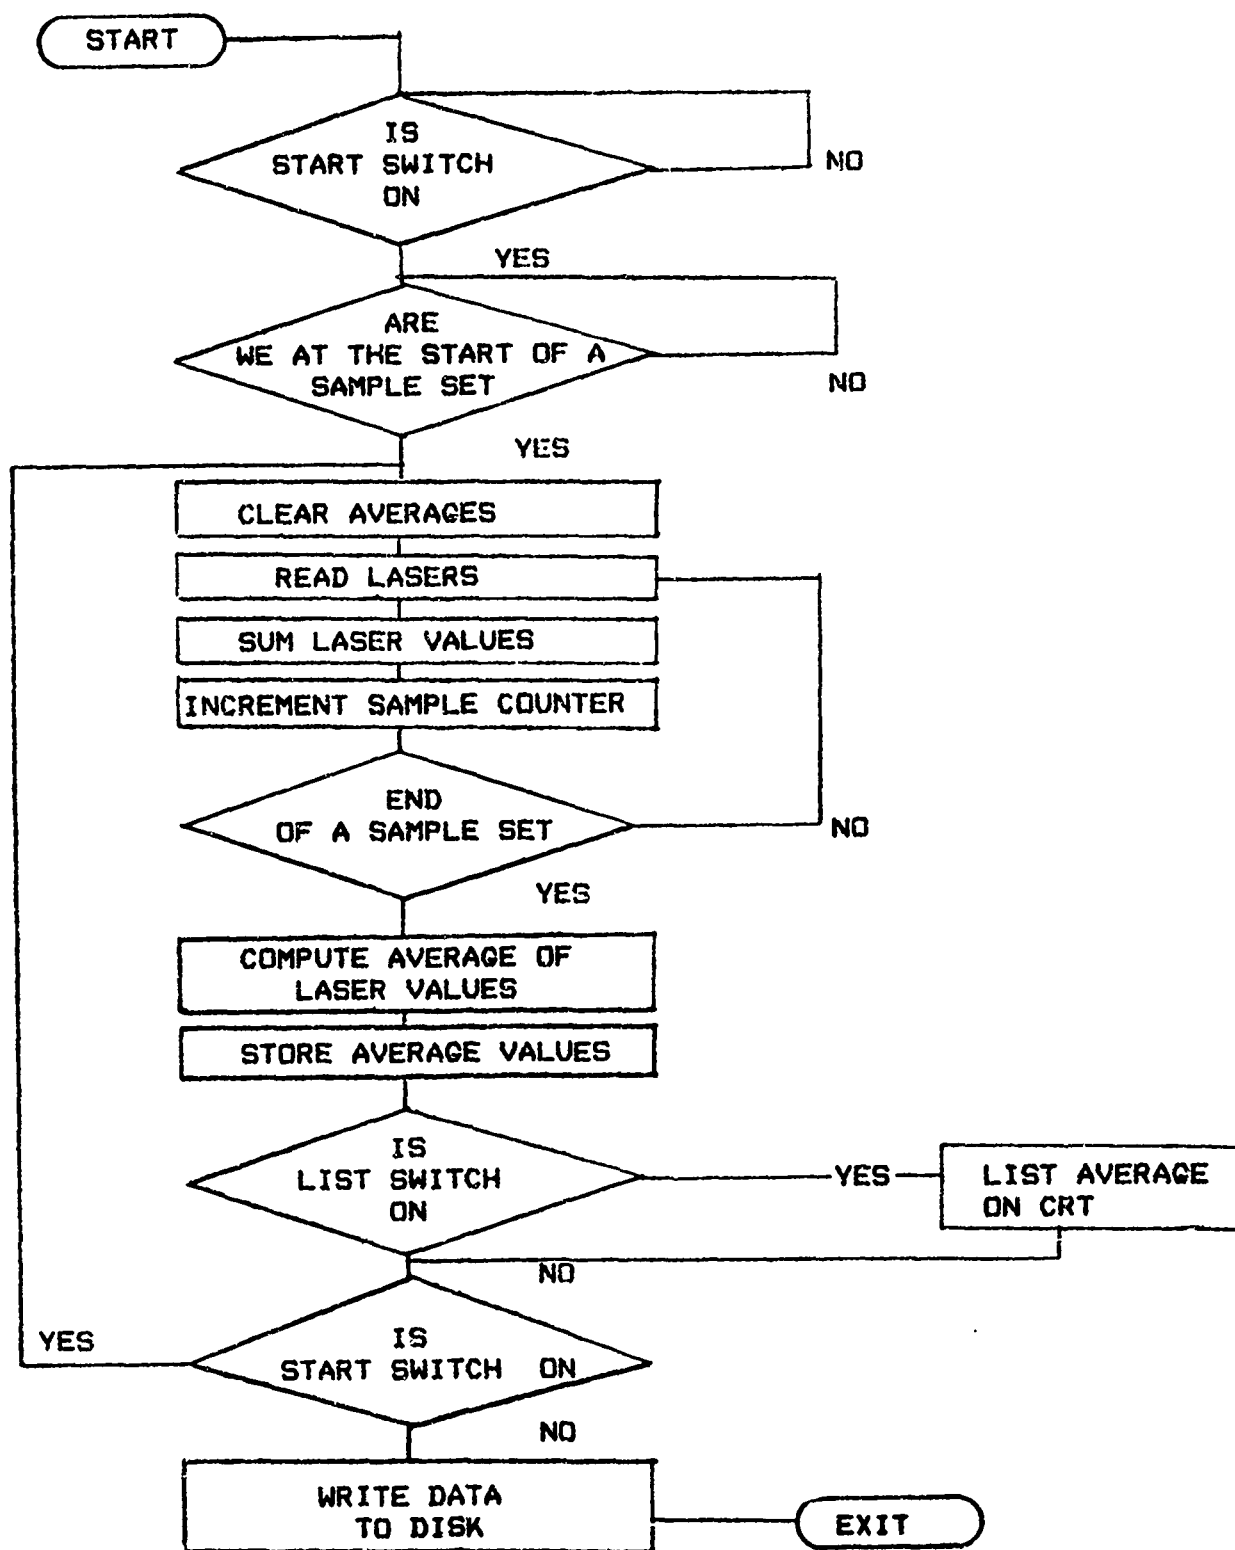 START
IS
START SWITCH
ON
NO
YES
ARE
WE AT THE START OF A
SAMPLE SET
NO
YES
CLEAR AVERAGES
READ LASERS
SUM LASER VALUES
INCREMENT SAMPLE COUNTER
END
OF A SAMPLE SET
NO
YES
COMPUTE AVERAGE OF
LASER VALUES
STORE AVERAGE VALUES
IS
LIST SWITCH
ON
YES
LIST AVERAGE
ON CRT
NO
YES
IS
START SWITCH ON
NO
WRITE DATA
TO DISK
EXIT